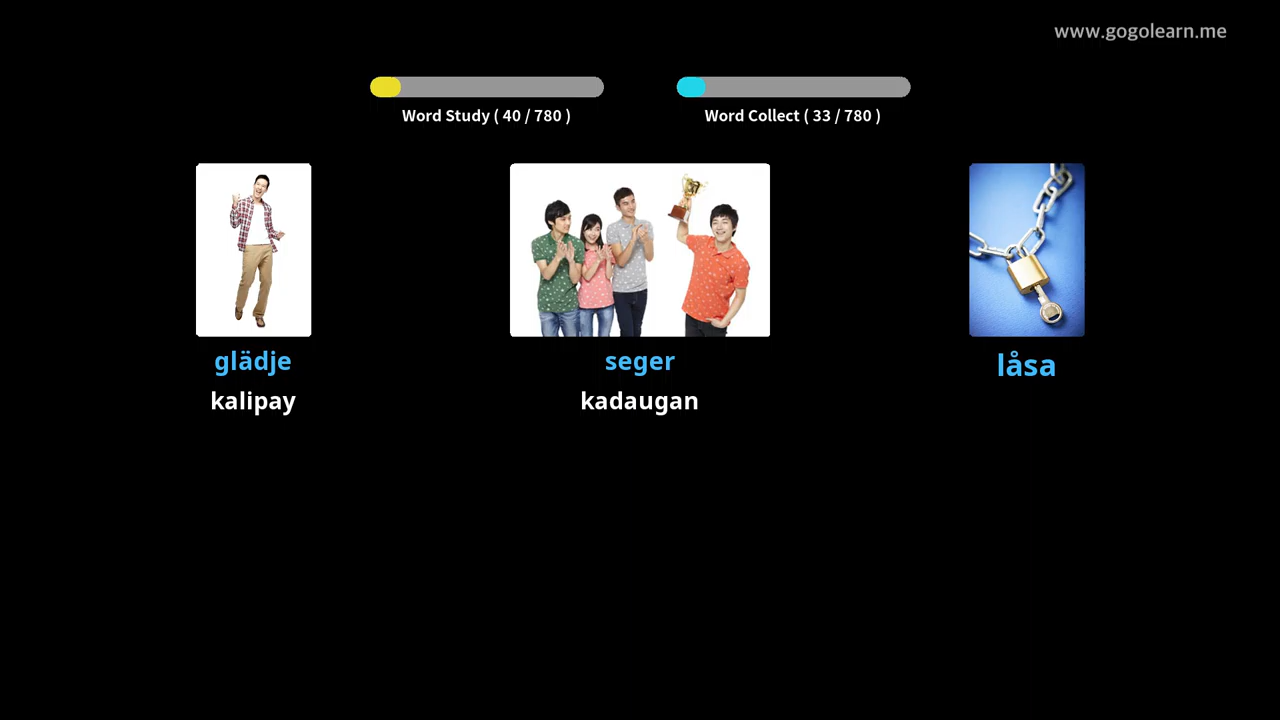 www.gogolearn.me
Word Study ( 40 / 780 )
Word Collect ( 33 / 780 )
glädje
seger
låsa
kalipay
kadaugan